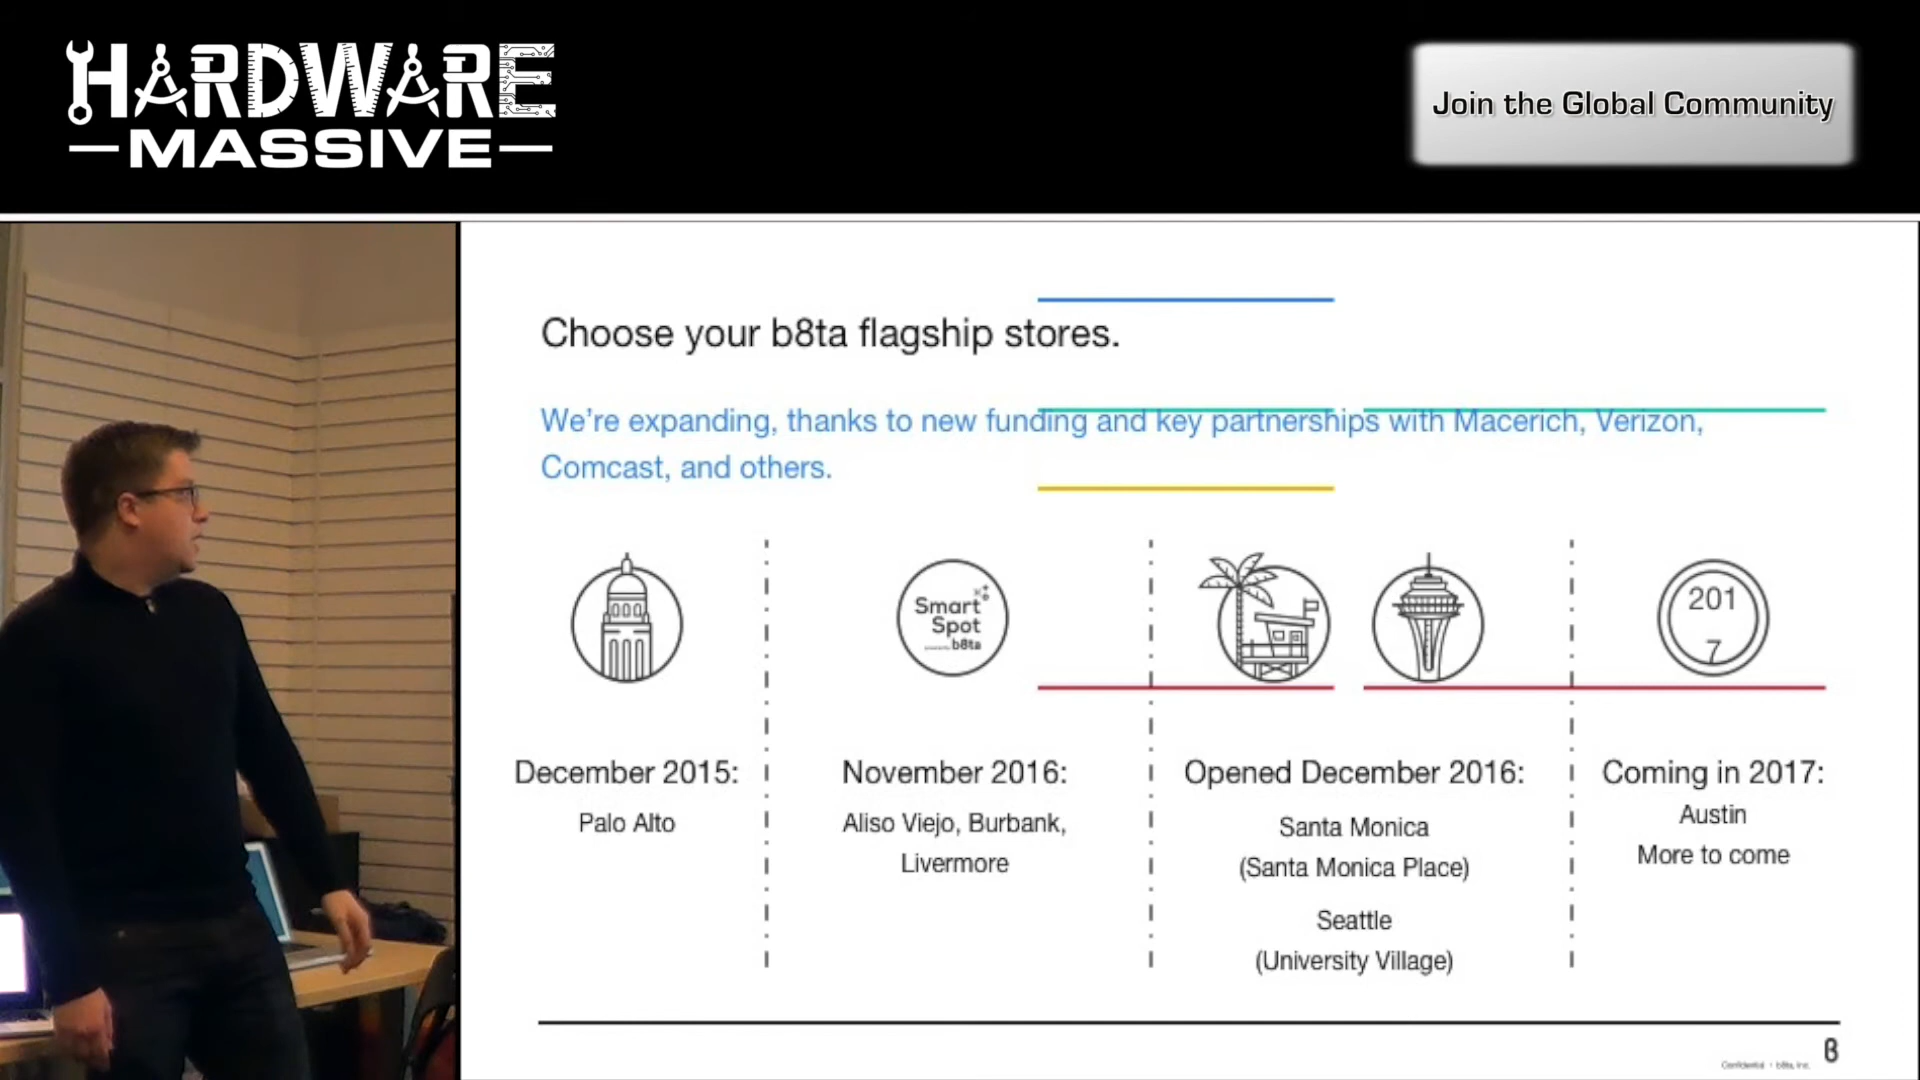 HARDWARE
MASSIVE
Join the Global Community
Choose your b8ta flagship stores.
We're expanding, thanks to new funding and key partnerships with Macerich, Verizon,
Comcast, and others.
Smart
Spot
b8ta
201
7
December 2015:
Palo Alto
November 2016:
Aliso Viejo, Burbank,
Livermore
Opened December 2016:
Santa Monica
(Santa Monica Place)
Seattle
(University Village)
Coming in 2017:
Austin
More to come
Confidential • b8ta, Inc.